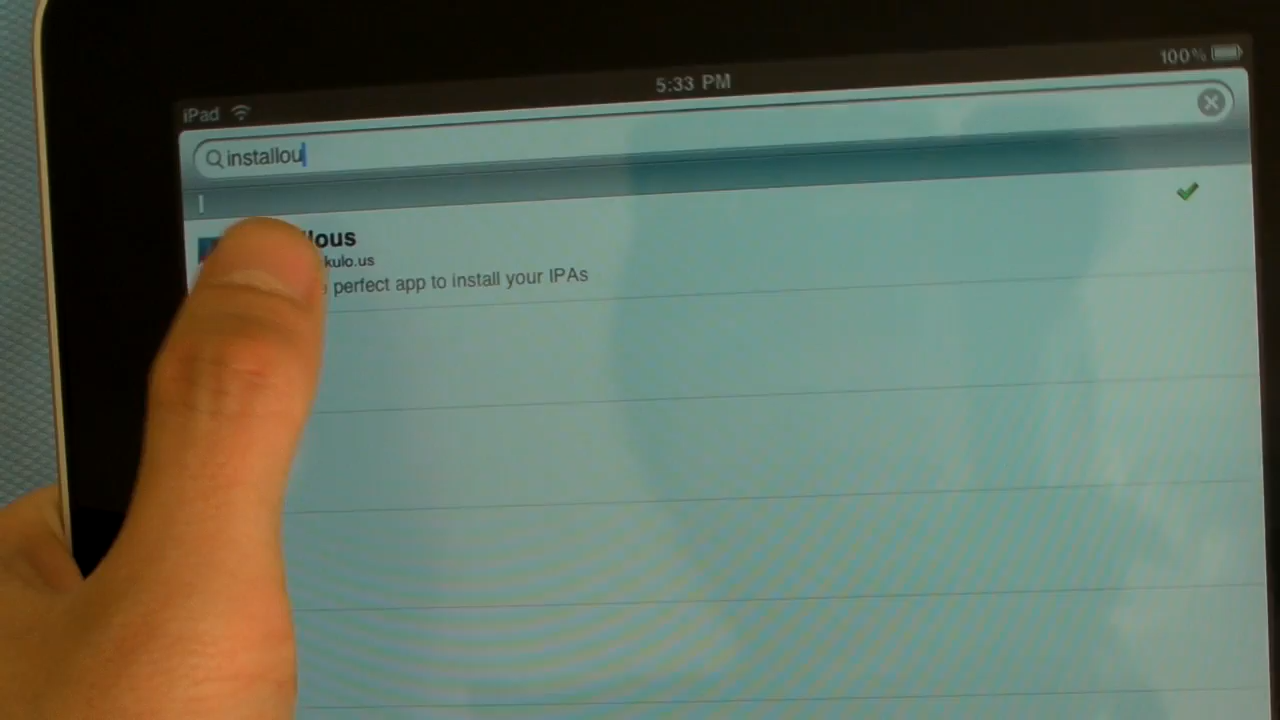 iPad 5:33 PM 100%
installou
I
llous
kulo.us
perfect app to install your IPAs